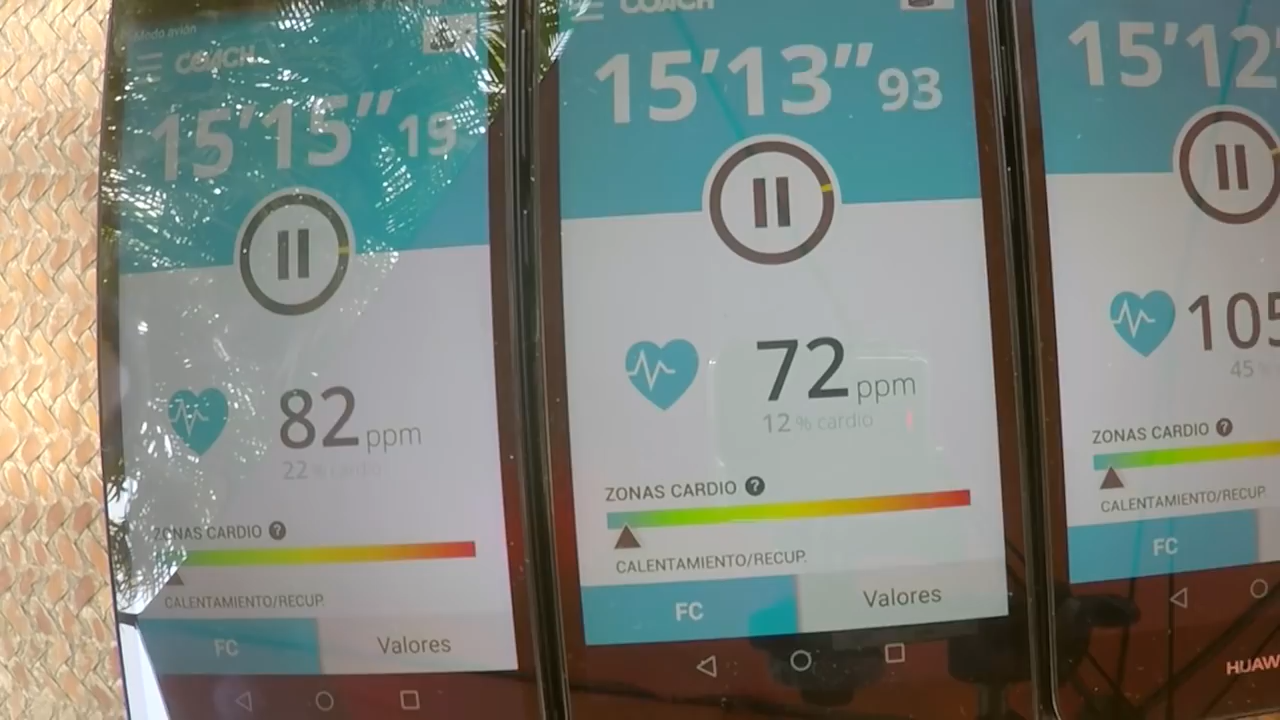 Modo avión
COACH
15'15"19
82 ppm
22 % cardio
ZONAS CARDIO ?
CALENTAMIENTO/RECUP.
FC
Valores
COACH
15'13"93
72 ppm
12 % cardio
ZONAS CARDIO ?
CALENTAMIENTO/RECUP.
FC
Valores
15'12
105
45 %
ZONAS CARDIO ?
CALENTAMIENTO/RECUP.
FC
HUAW